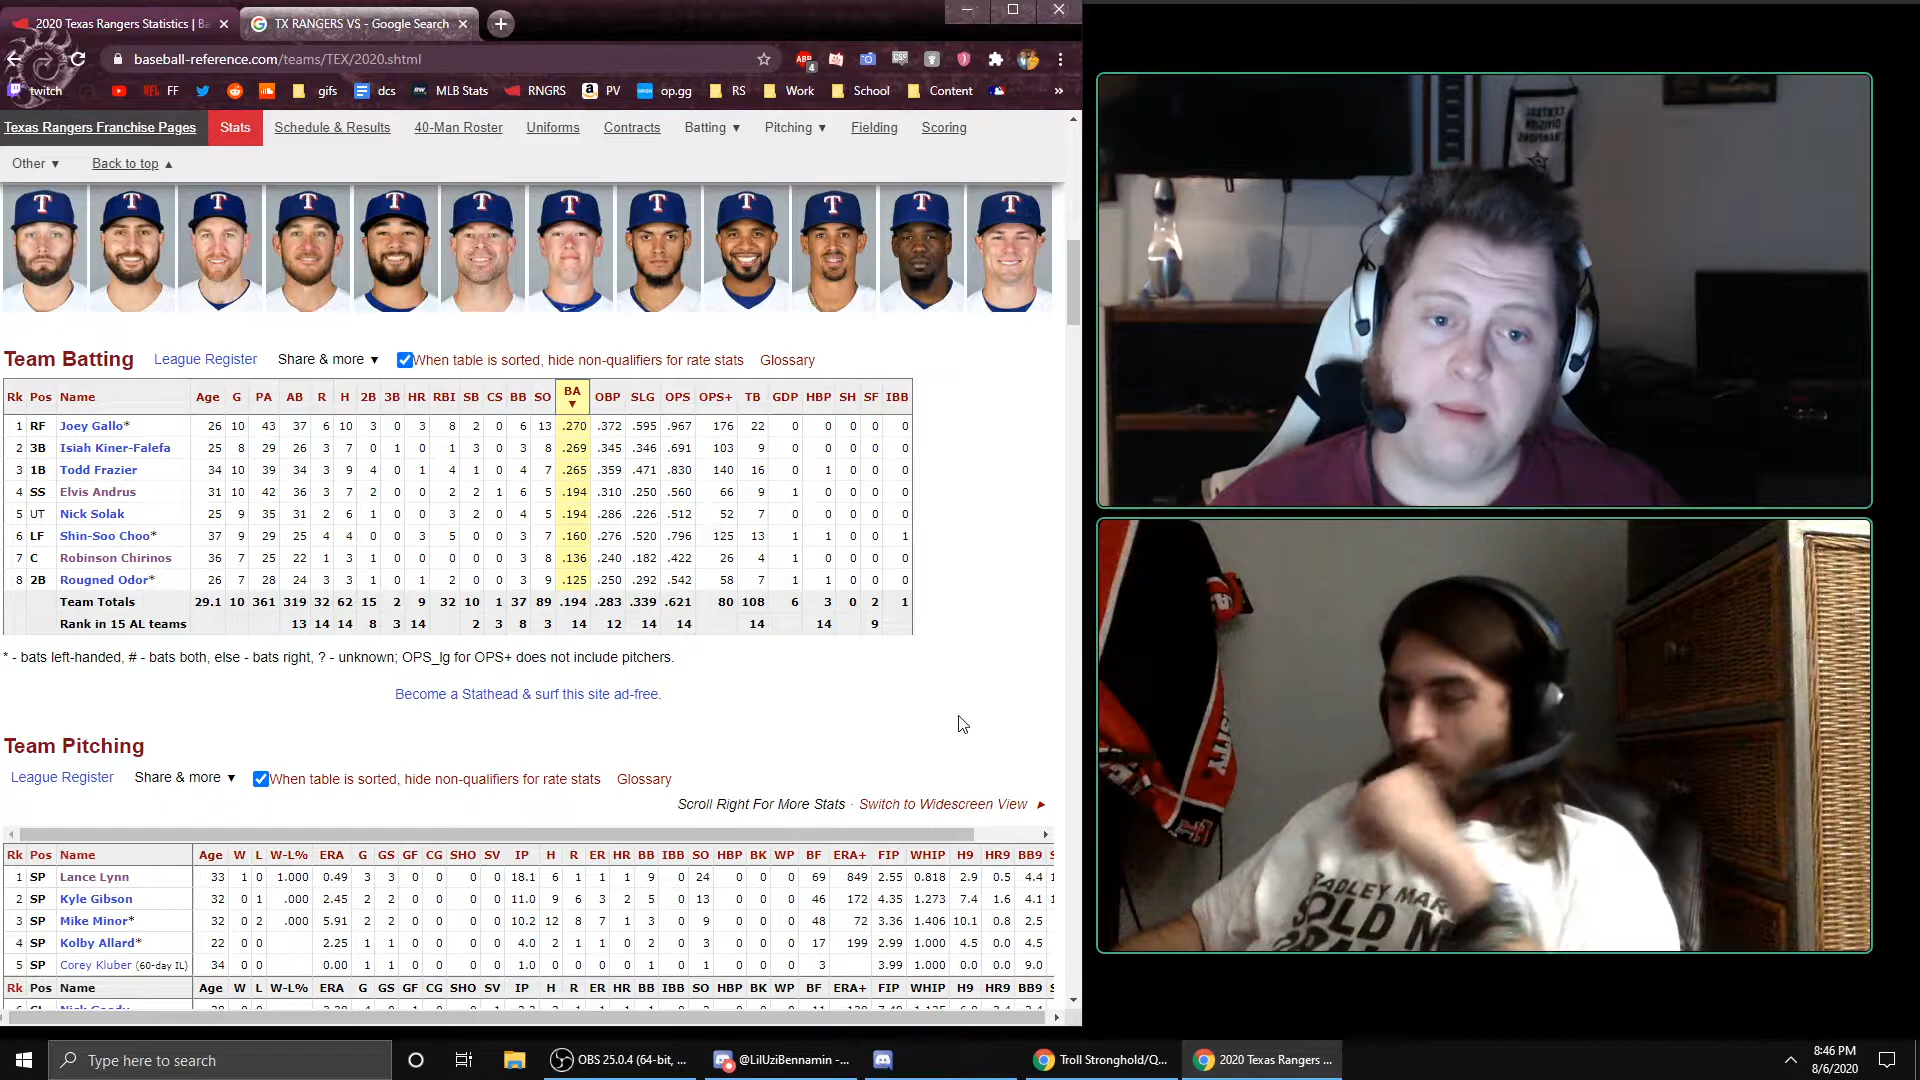 2020 Texas Rangers Statistics | Ba
TX RANGERS VS - Google Search
baseball-reference.com/teams/TEX/2020.shtml
ABP 4
twitch NFL FF gifs dcs MLB Stats RNGRS PV op.gg RS Work School Content »
Texas Rangers Franchise Pages Stats Schedule & Results 40-Man Roster Uniforms Contracts Batting ▼ Pitching ▼ Fielding Scoring
Other ▼ Back to top ▲
Team Batting League Register Share & more ▼ When table is sorted, hide non-qualifiers for rate stats Glossary
Rk Pos Name Age G PA AB R H 2B 3B HR RBI SB CS BB SO BA ▼ OBP SLG OPS OPS+ TB GDP HBP SH SF IBB
1 RF Joey Gallo* 26 10 43 37 6 10 3 0 3 8 2 0 6 13 .270 .372 .595 .967 176 22 0 0 0 0 0
2 3B Isiah Kiner-Falefa 25 8 29 26 3 7 0 1 0 1 3 0 3 8 .269 .345 .346 .691 103 9 0 0 0 0 0
3 1B Todd Frazier 34 10 39 34 3 9 4 0 1 4 1 0 4 7 .265 .359 .471 .830 140 16 0 1 0 0 0
4 SS Elvis Andrus 31 10 42 36 3 7 2 0 0 2 2 1 6 5 .194 .310 .250 .560 66 9 1 0 0 0 0
5 UT Nick Solak 25 9 35 31 2 6 1 0 0 3 2 0 4 5 .194 .286 .226 .512 52 7 0 0 0 0 0
6 LF Shin-Soo Choo* 37 9 29 25 4 4 0 0 3 5 0 0 3 7 .160 .276 .520 .796 125 13 1 1 0 0 1
7 C Robinson Chirinos 36 7 25 22 1 3 1 0 0 0 0 0 3 8 .136 .240 .182 .422 26 4 1 0 0 0 0
8 2B Rougned Odor* 26 7 28 24 3 3 1 0 1 2 0 0 3 9 .125 .250 .292 .542 58 7 1 1 0 0 0
Team Totals 29.1 10 361 319 32 62 15 2 9 32 10 1 37 89 .194 .283 .339 .621 80 108 6 3 0 2 1
Rank in 15 AL teams 13 14 14 8 3 14 2 3 8 3 14 12 14 14 14 14 9
* - bats left-handed, # - bats both, else - bats right, ? - unknown; OPS_lg for OPS+ does not include pitchers.
Become a Stathead & surf this site ad-free.
Team Pitching
League Register Share & more ▼ When table is sorted, hide non-qualifiers for rate stats Glossary
Scroll Right For More Stats · Switch to Widescreen View ►
Rk Pos Name Age W L W-L% ERA G GS GF CG SHO SV IP H R ER HR BB IBB SO HBP BK WP BF ERA+ FIP WHIP H9 HR9 BB9
1 SP Lance Lynn 33 1 0 1.000 0.49 3 3 0 0 0 0 18.1 6 1 1 1 9 0 24 0 0 0 69 849 2.55 0.818 2.9 0.5 4.4
2 SP Kyle Gibson 32 0 1 .000 2.45 2 2 0 0 0 0 11.0 9 6 3 2 5 0 13 0 0 0 46 172 4.35 1.273 7.4 1.6 4.1
3 SP Mike Minor* 32 0 2 .000 5.91 2 2 0 0 0 0 10.2 12 8 7 1 3 0 9 0 0 0 48 72 3.36 1.406 10.1 0.8 2.5
4 SP Kolby Allard* 22 0 0 2.25 1 1 0 0 0 0 4.0 2 1 1 0 2 0 3 0 0 0 17 199 2.99 1.000 4.5 0.0 4.5
5 SP Corey Kluber (60-day IL) 34 0 0 0.00 1 1 0 0 0 0 1.0 0 0 0 0 1 0 1 0 0 0 3 3.99 1.000 0.0 0.0 9.0
Rk Pos Name Age W L W-L% ERA G GS GF CG SHO SV IP H R ER HR BB IBB SO HBP BK WP BF ERA+ FIP WHIP H9 HR9 BB9
CENTRAL
DIVISION
SOLD M
Type here to search
OBS 25.0.4 (64-bit, ...
@LilUziBennamin -...
Troll Stronghold/Q...
2020 Texas Rangers ...
8:46 PM
8/6/2020